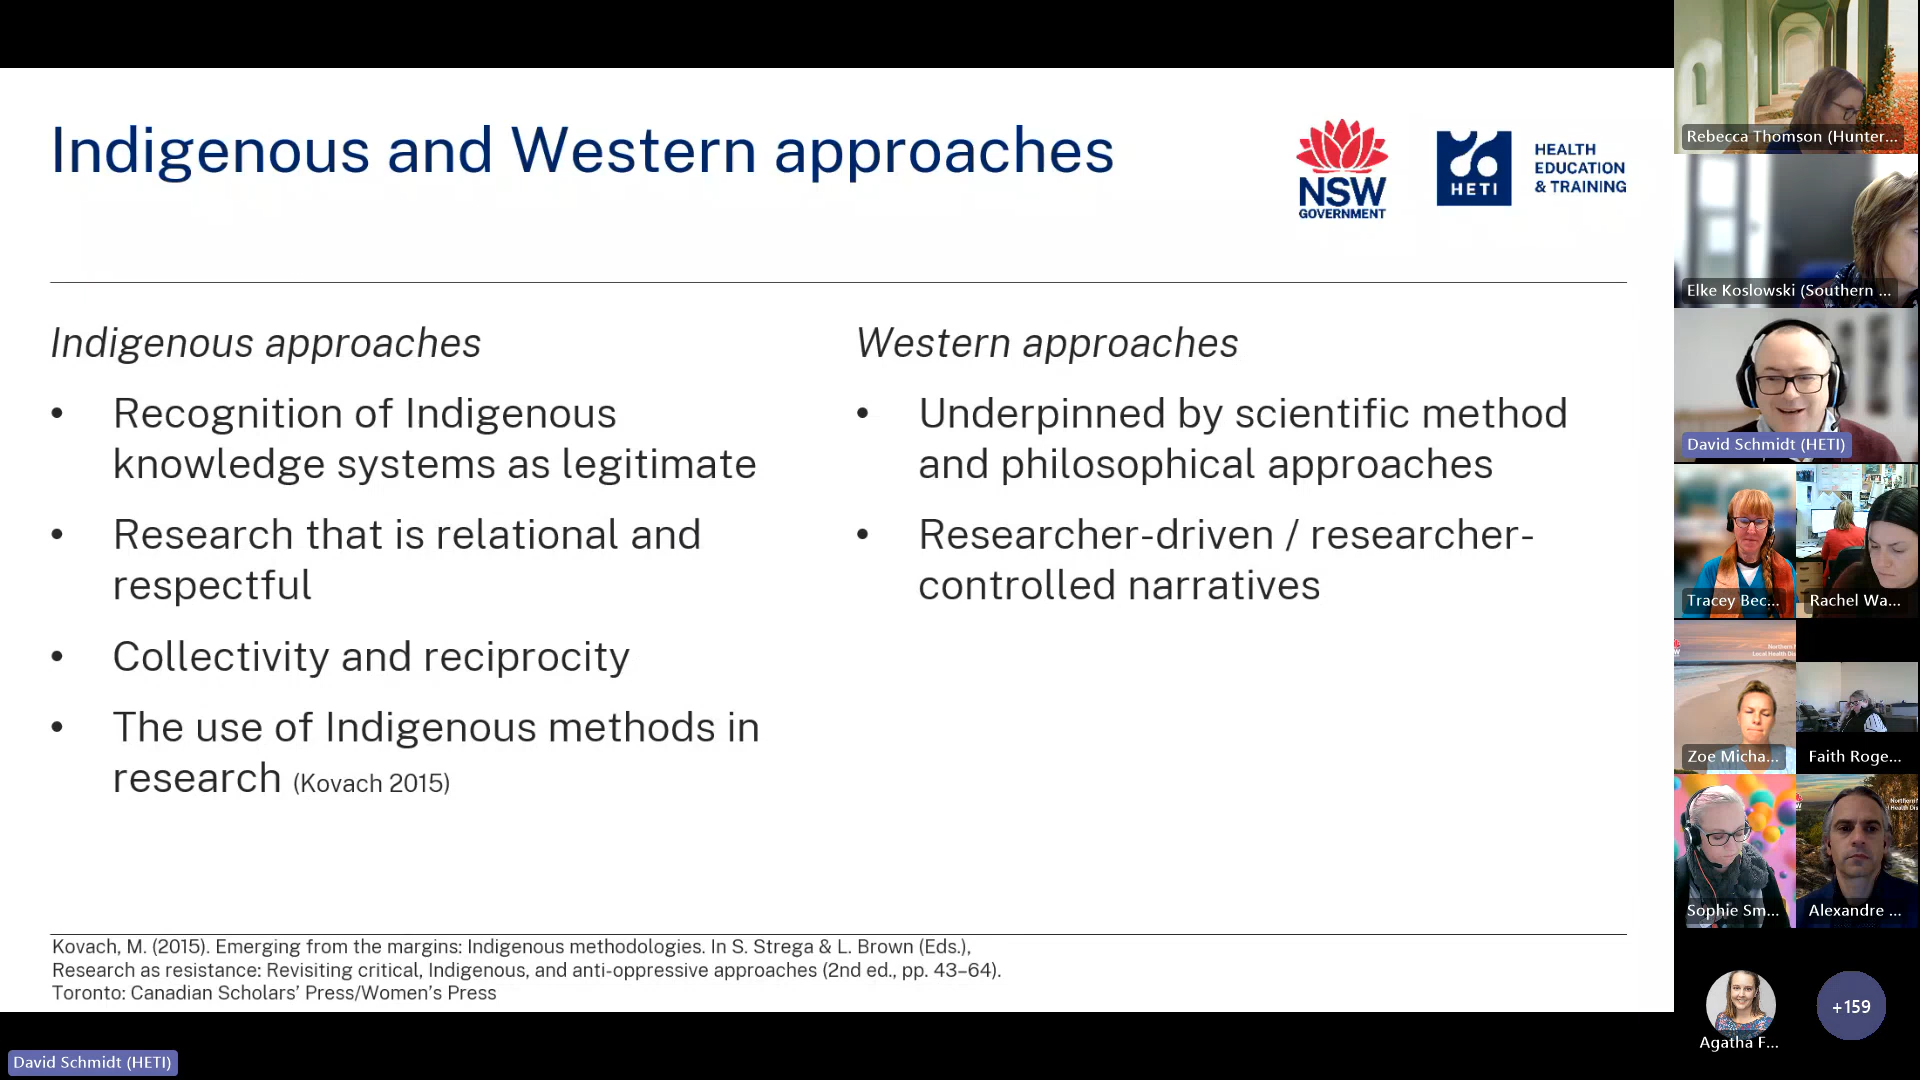 Indigenous and Western approaches
NSW
GOVERNMENT
HETI
HEALTH
EDUCATION
& TRAINING
Indigenous approaches
• Recognition of Indigenous
knowledge systems as legitimate
• Research that is relational and
respectful
• Collectivity and reciprocity
• The use of Indigenous methods in
research (Kovach 2015)
Western approaches
• Underpinned by scientific method
and philosophical approaches
• Researcher-driven / researcher-
controlled narratives
Kovach, M. (2015). Emerging from the margins: Indigenous methodologies. In S. Strega & L. Brown (Eds.),
Research as resistance: Revisiting critical, Indigenous, and anti-oppressive approaches (2nd ed., pp. 43–64).
Toronto: Canadian Scholars’ Press/Women’s Press
David Schmidt (HETI)
Rebecca Thomson (Hunter...
Elke Koslowski (Southern ...
David Schmidt (HETI)
Tracey Bec...
Rachel Wa...
Zoe Micha...
Faith Roge...
Sophie Sm...
Alexandre ...
Agatha F...
+159